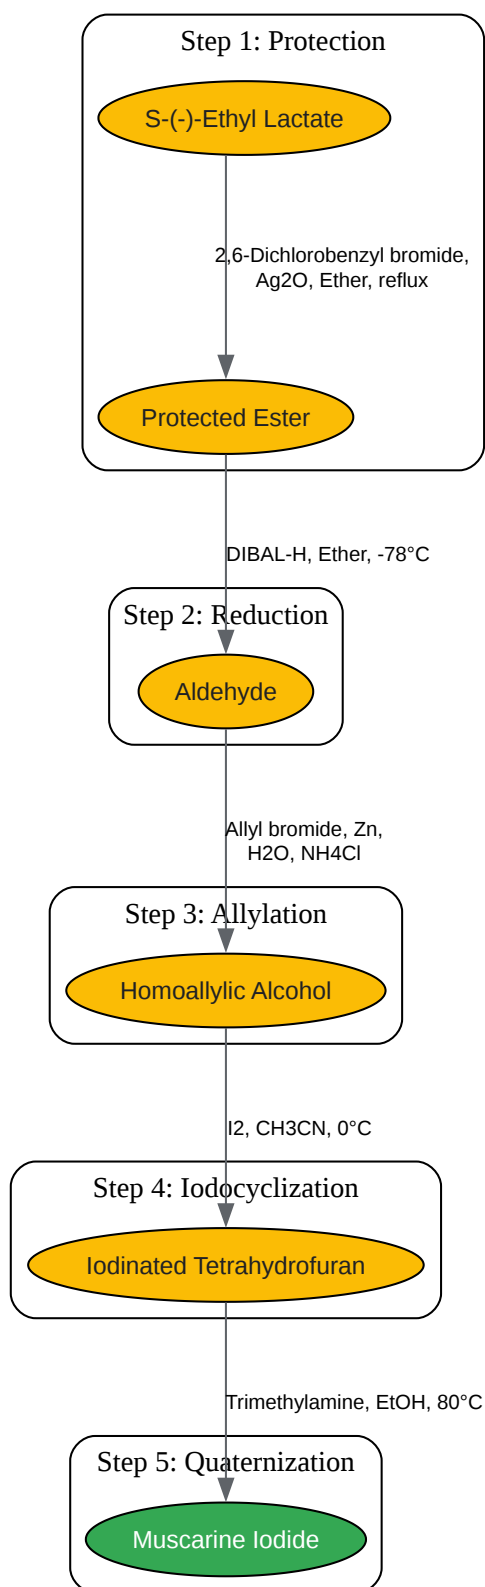 Step 1: Protection
S-(-)-Ethyl Lactate
2,6-Dichlorobenzyl bromide,
Ag2O, Ether, reflux
Protected Ester
DIBAL-H, Ether, -78°C
Step 2: Reduction
Aldehyde
Allyl bromide, Zn,
H2O, NH4Cl
Step 3: Allylation
Homoallylic Alcohol
I2, CH3CN, 0°C
Step 4: Iodocyclization
Iodinated Tetrahydrofuran
Trimethylamine, EtOH, 80°C
Step 5: Quaternization
Muscarine Iodide